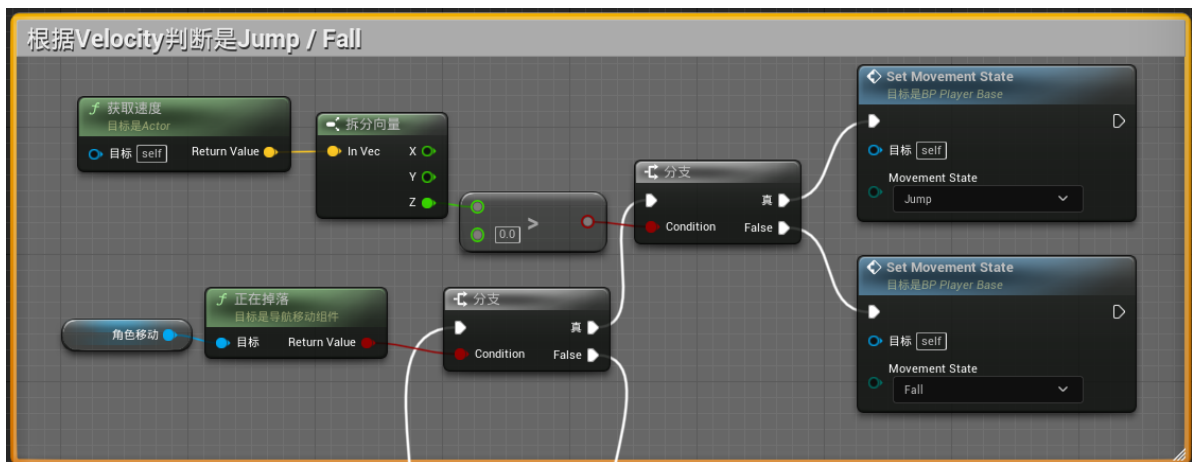 根据Velocity判断是Jump / Fall
f 获取速度
目标是Actor
目标 self Return Value
拆分向量
In Vec X
Y
Z
0.0 >
分支
真
Condition False
Set Movement State
目标是BP Player Base
目标 self
Movement State
Jump
f 正在掉落
目标是导航移动组件
角色移动
目标 Return Value
分支
真
Condition False
Set Movement State
目标是BP Player Base
目标 self
Movement State
Fall